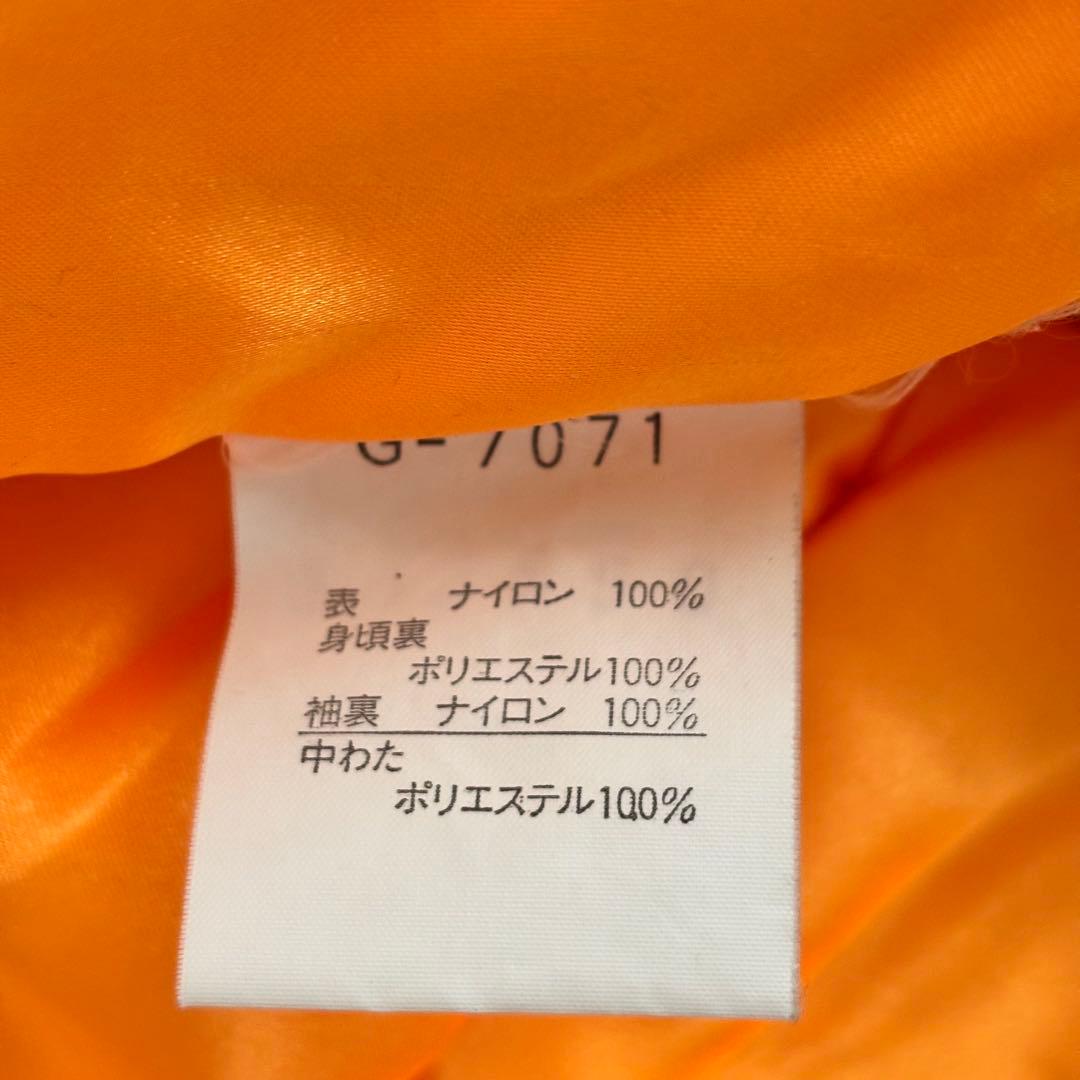 G-7071
表 ナイロン 100%
身頃裏
ポリエステル100%
袖裏 ナイロン 100%
中わた
ポリエステル100%